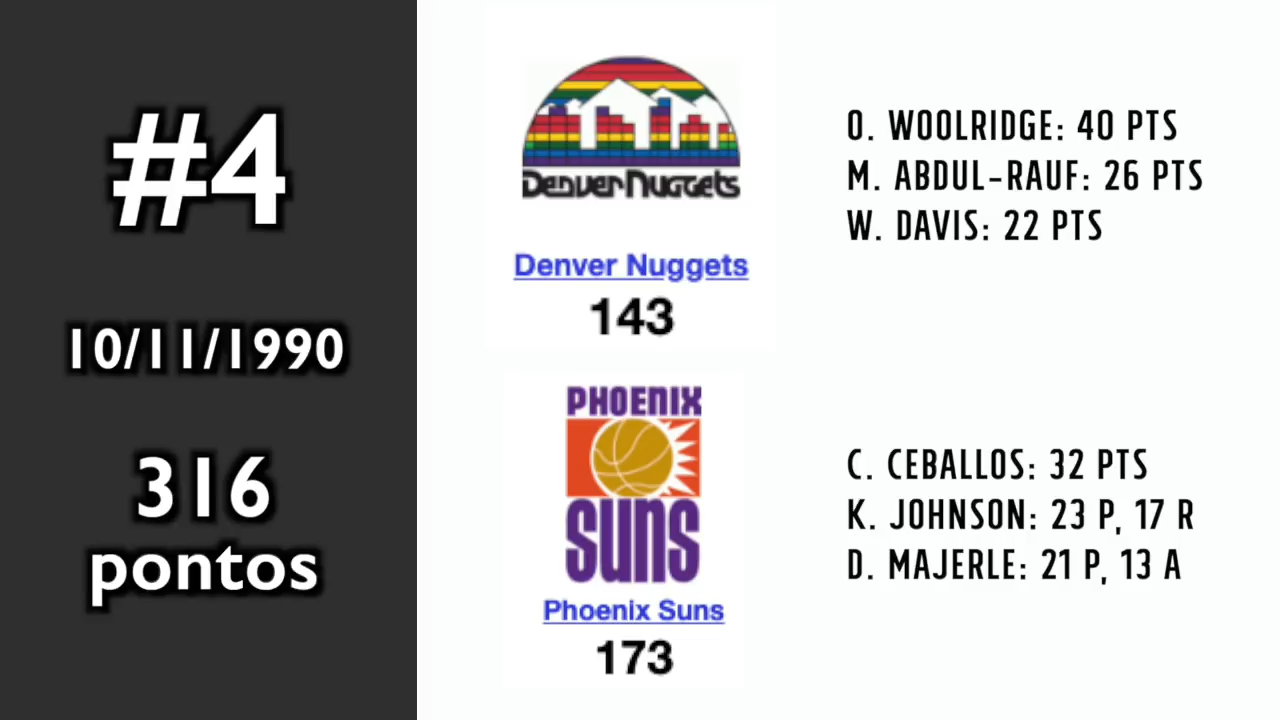 #4
10/11/1990
316
pontos
Denver Nuggets
Denver Nuggets
143
O. WOOLRIDGE: 40 PTS
M. ABDUL-RAUF: 26 PTS
W. DAVIS: 22 PTS
PHOENIX
SUNS
Phoenix Suns
173
C. CEBALLOS: 32 PTS
K. JOHNSON: 23 P, 17 R
D. MAJERLE: 21 P, 13 A